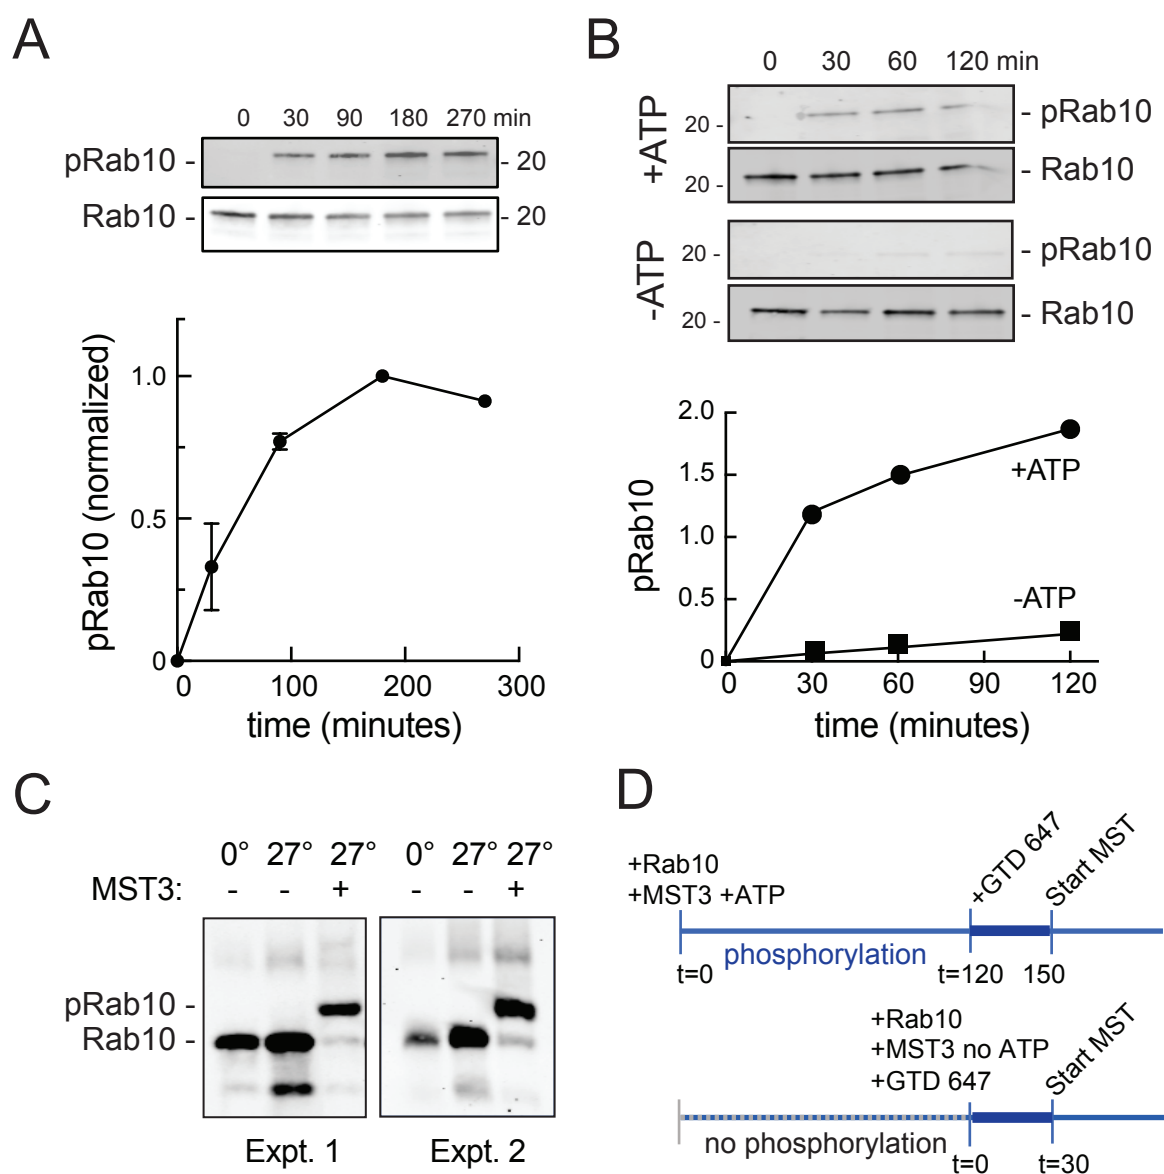 A
0 30 90 180 270 min
pRab10 - - 20
Rab10 - - 20
pRab10 (normalized)
1.0
0.5
0
0 100 200 300
time (minutes)
B
0 30 60 120 min
+ATP
20 - - pRab10
20 - - Rab10
-ATP
20 - - pRab10
20 - - Rab10
pRab10
2.0
1.5
1.0
0.5
0
+ATP
-ATP
0 30 60 90 120
time (minutes)
C
0° 27° 27° 0° 27° 27°
MST3: - - + - - +
pRab10 -
Rab10 -
Expt. 1 Expt. 2
D
+Rab10
+MST3 +ATP
+GTD 647
Start MST
phosphorylation
t=0 t=120 150
+Rab10
+MST3 no ATP
+GTD 647
Start MST
no phosphorylation
t=0 t=30